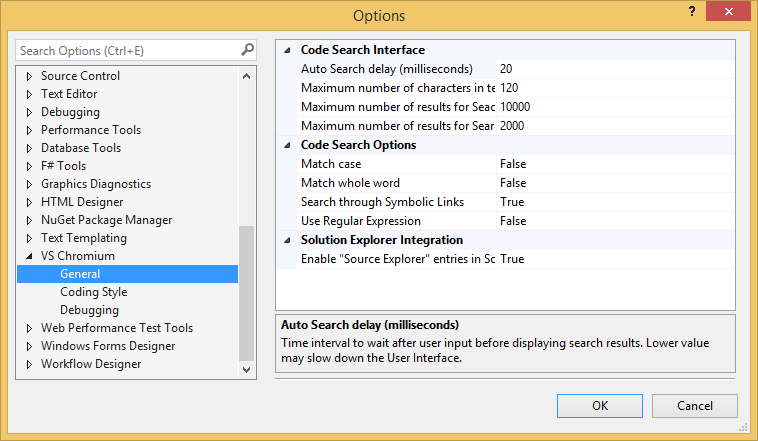 Options
?
Search Options (Ctrl+E)
Source Control
Text Editor
Debugging
Performance Tools
Database Tools
F# Tools
Graphics Diagnostics
HTML Designer
NuGet Package Manager
Text Templating
VS Chromium
General
Coding Style
Debugging
Web Performance Test Tools
Windows Forms Designer
Workflow Designer
Code Search Interface
Auto Search delay (milliseconds) 20
Maximum number of characters in te 120
Maximum number of results for Seac 10000
Maximum number of results for Sear 2000
Code Search Options
Match case False
Match whole word False
Search through Symbolic Links True
Use Regular Expression False
Solution Explorer Integration
Enable "Source Explorer" entries in Sc True
Auto Search delay (milliseconds)
Time interval to wait after user input before displaying search results. Lower value
may slow down the User Interface.
OK
Cancel